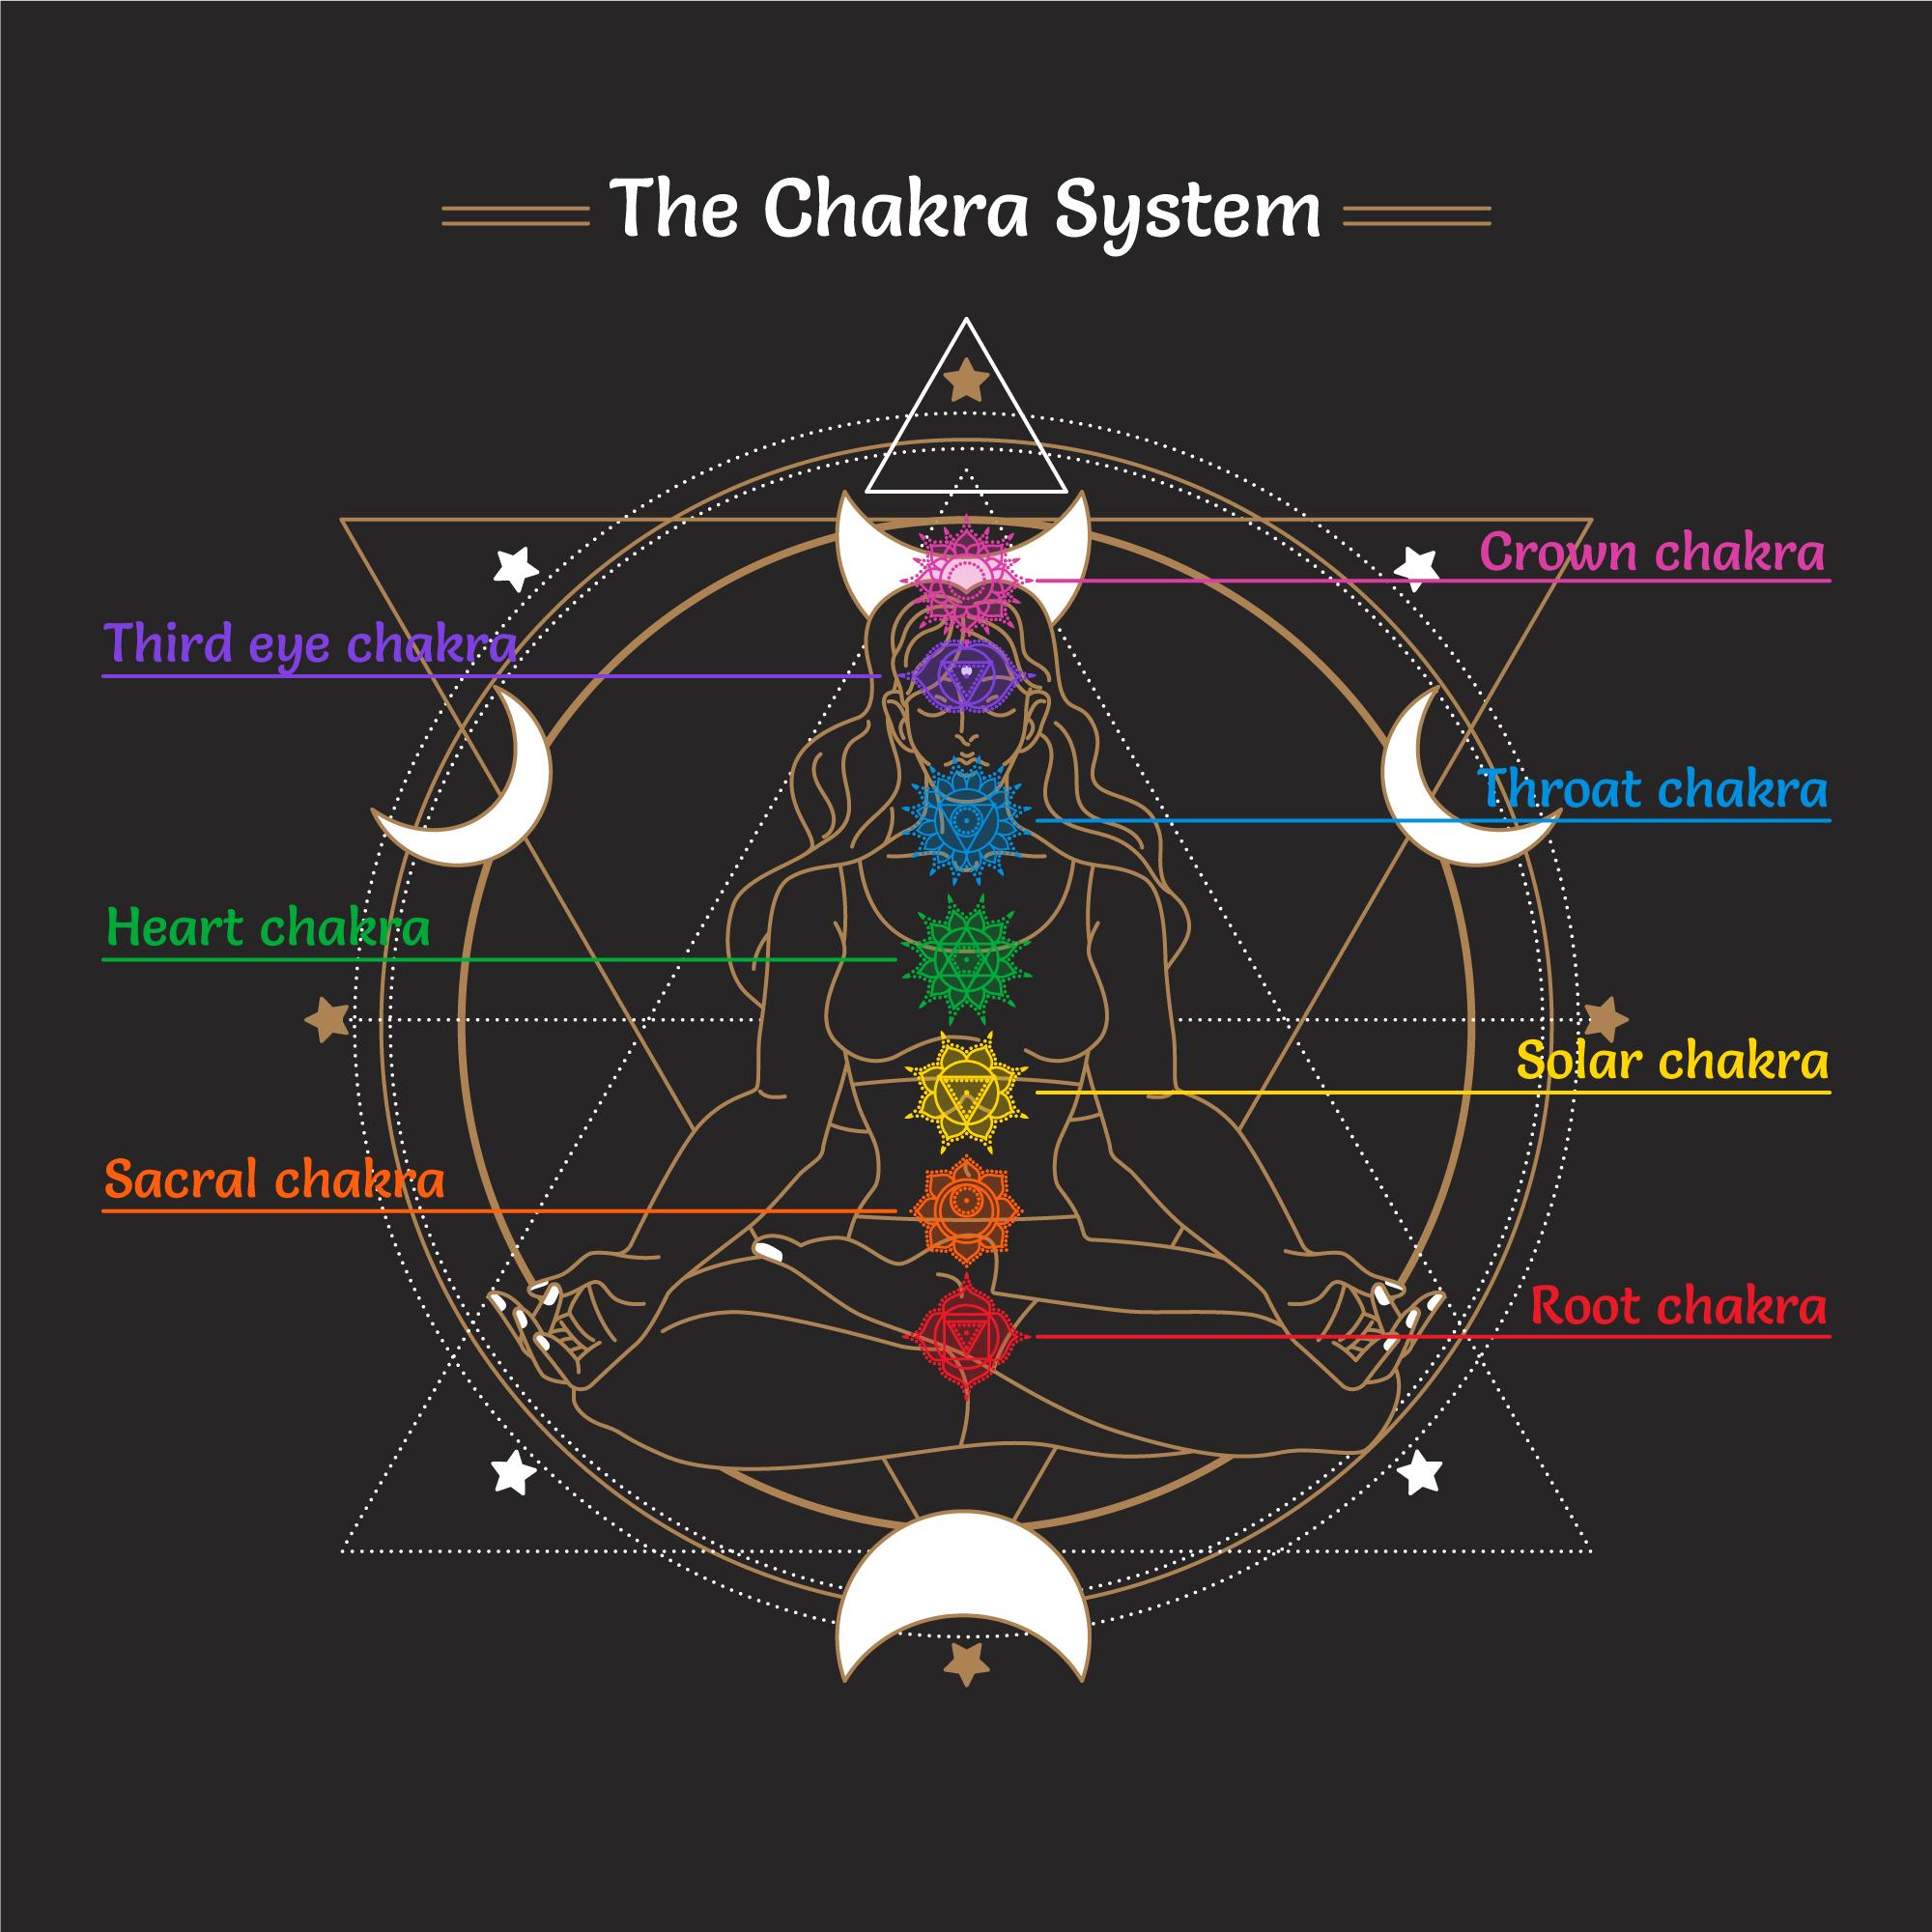 The Chakra System
Crown chakra
Third eye chakra
Throat chakra
Heart chakra
Solar chakra
Sacral chakra
Root chakra